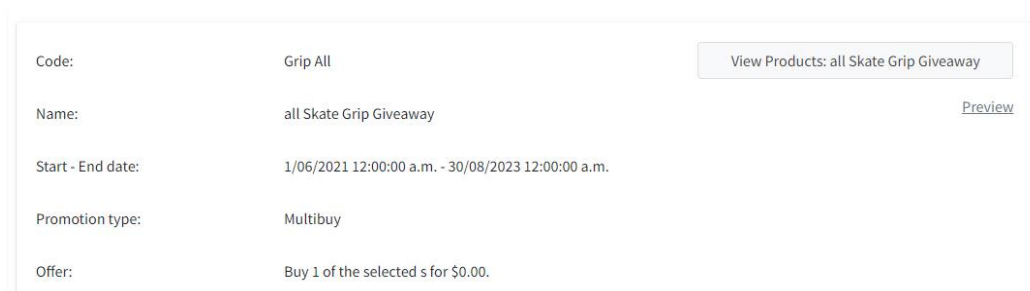 Code: Grip All View Products: all Skate Grip Giveaway
Name: all Skate Grip Giveaway Preview
Start - End date: 1/06/2021 12:00:00 a.m. - 30/08/2023 12:00:00 a.m.
Promotion type: Multibuy
Offer: Buy 1 of the selected s for $0.00.